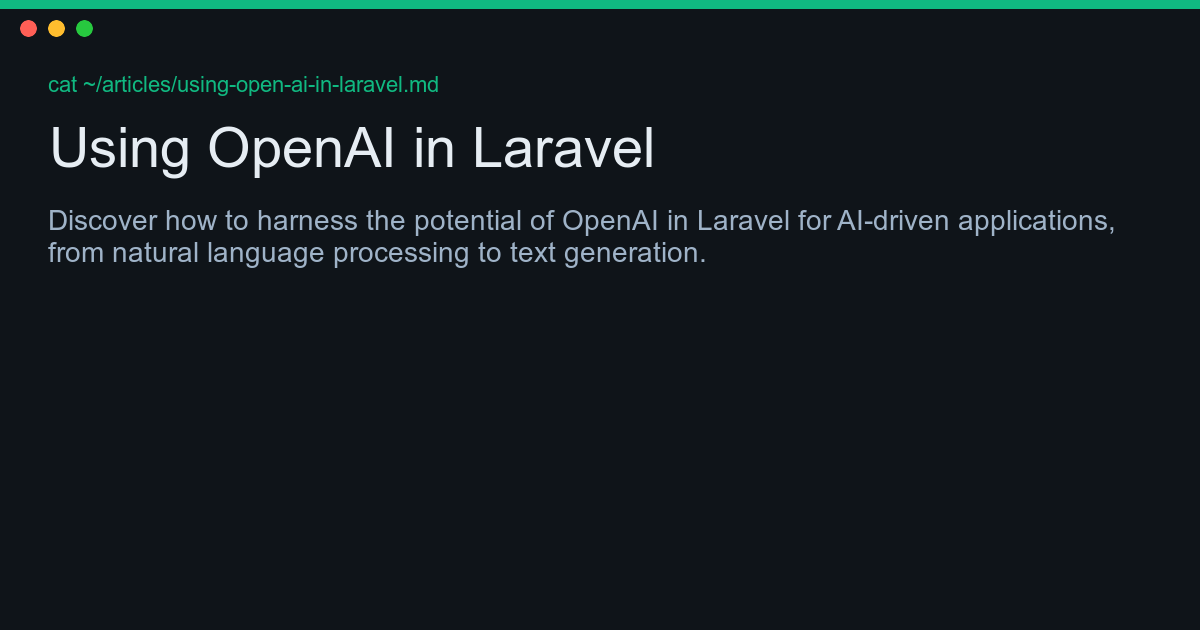 cat ~/articles/using-open-ai-in-laravel.md
Using OpenAI in Laravel
Discover how to harness the potential of OpenAI in Laravel for AI-driven applications,
from natural language processing to text generation.